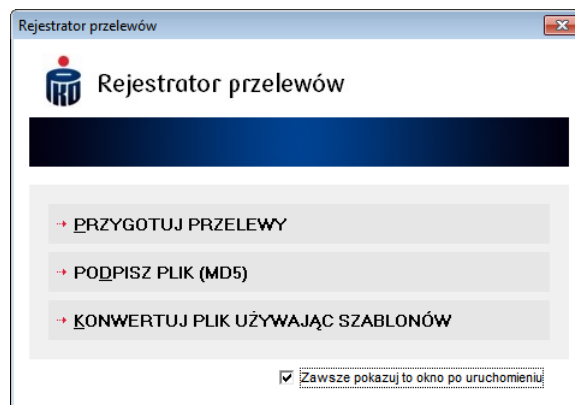 Rejestrator przelewów
PKO
Rejestrator przelewów
PRZYGOTUJ PRZELEWY
PODPISZ PLIK (MD5)
KONWERTUJ PLIK UŻYWAJĄC SZABLONÓW
Zawsze pokazuj to okno po uruchomieniu